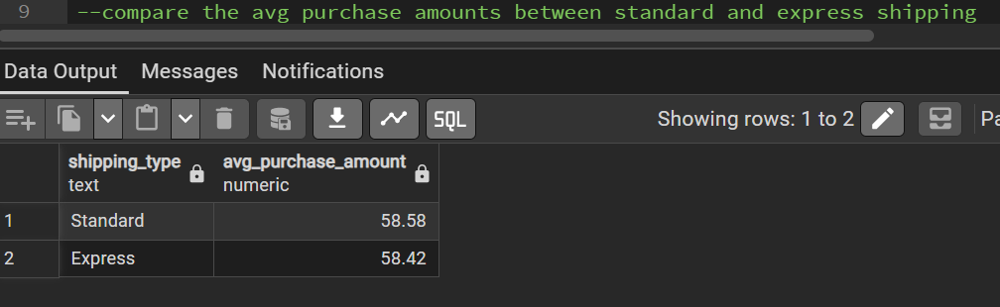 9 --compare the avg purchase amounts between standard and express shipping
Data Output Messages Notifications
SQL Showing rows: 1 to 2
shipping_type avg_purchase_amount
text numeric
1 Standard 58.58
2 Express 58.42